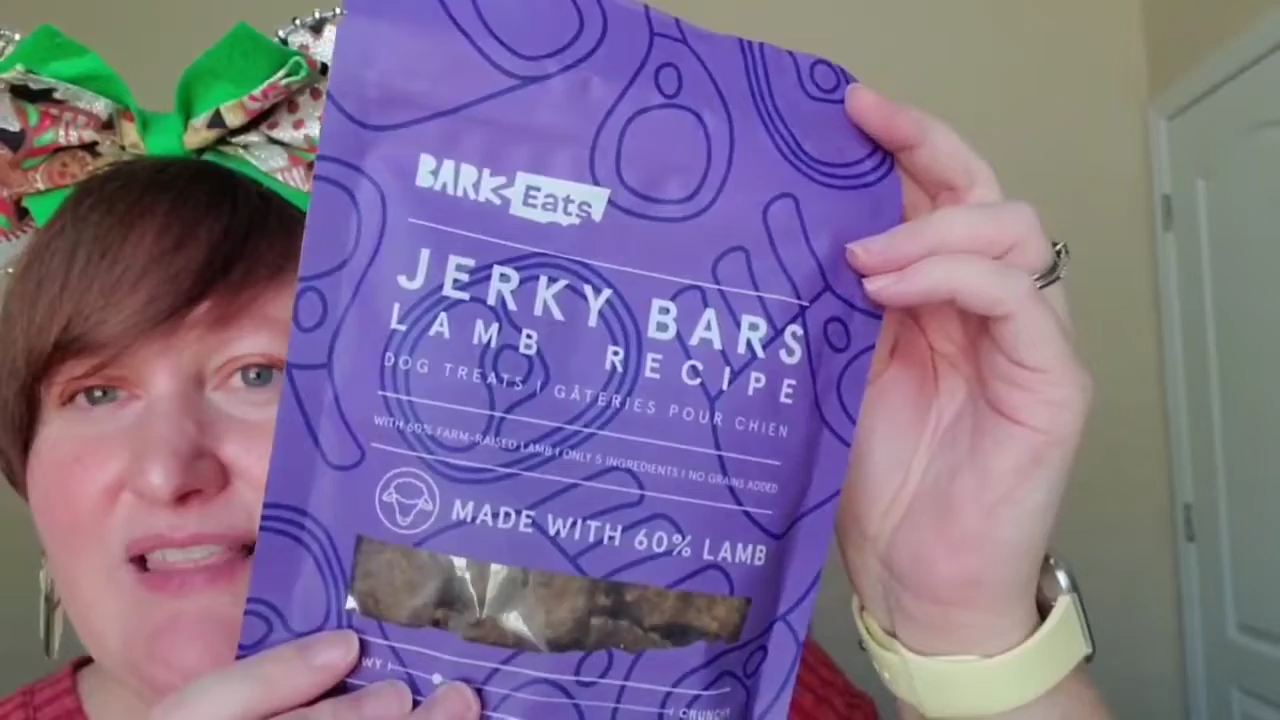 BARK Eats
JERKY BARS
LAMB RECIPE
DOG TREATS | GÂTERIES POUR CHIEN
WITH 60% FARM-RAISED LAMB | ONLY 5 INGREDIENTS | NO GRAINS ADDED
MADE WITH 60% LAMB
WY
CRUNCHY